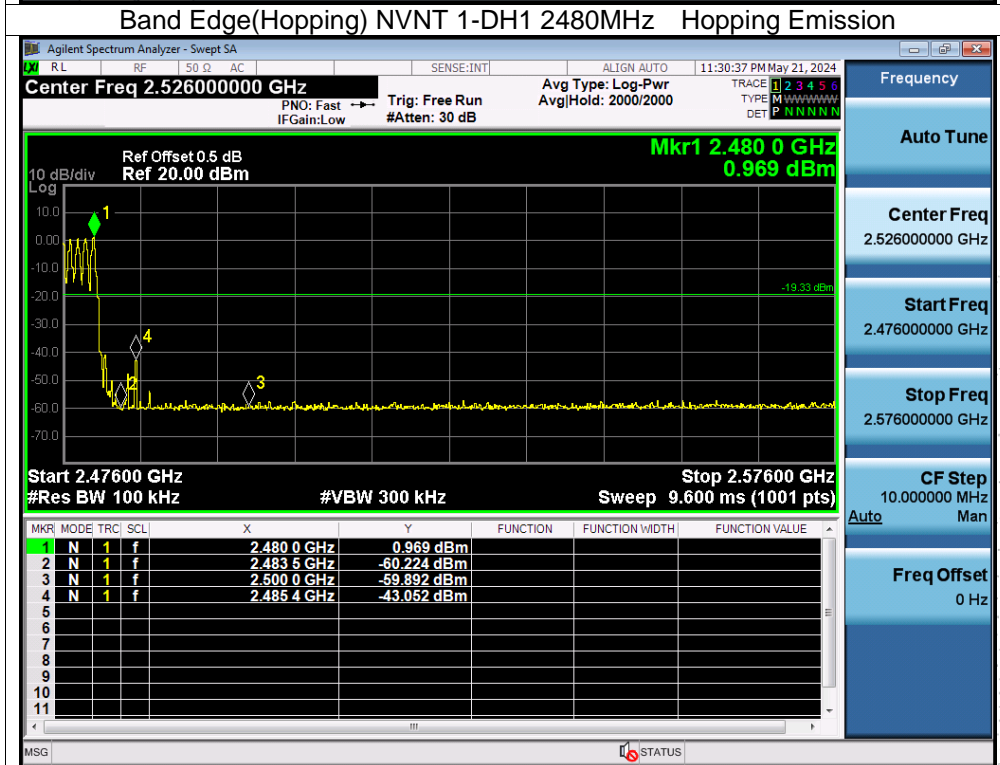 Band Edge(Hopping) NVNT 1-DH1 2480MHz Hopping Emission
Agilent Spectrum Analyzer - Swept SA
LXI RL RF 50 Ω AC SENSE:INT ALIGN AUTO 11:30:37 PM May 21, 2024
Center Freq 2.526000000 GHz
PNO: Fast
IFGain:Low
Trig: Free Run
#Atten: 30 dB
Avg Type: Log-Pwr
Avg|Hold: 2000/2000
TRACE 1 2 3 4 5 6
TYPE M W W W W W
DET P N N N N N
Frequency
Auto Tune
Center Freq
2.526000000 GHz
Start Freq
2.476000000 GHz
Stop Freq
2.576000000 GHz
CF Step
10.000000 MHz
Auto Man
Freq Offset
0 Hz
Mkr1 2.480 0 GHz
0.969 dBm
Ref Offset 0.5 dB
10 dB/div Ref 20.00 dBm
Log
10.0
0.00
-10.0
-20.0
-30.0
-40.0
-50.0
-60.0
-70.0
1
-19.33 dBm
4
2
3
Start 2.47600 GHz Stop 2.57600 GHz
#Res BW 100 kHz #VBW 300 kHz Sweep 9.600 ms (1001 pts)
MKR MODE TRC SCL X Y FUNCTION FUNCTION WIDTH FUNCTION VALUE
1 N 1 f 2.480 0 GHz 0.969 dBm
2 N 1 f 2.483 5 GHz -60.224 dBm
3 N 1 f 2.500 0 GHz -59.892 dBm
4 N 1 f 2.485 4 GHz -43.052 dBm
5
6
7
8
9
10
11
MSG STATUS